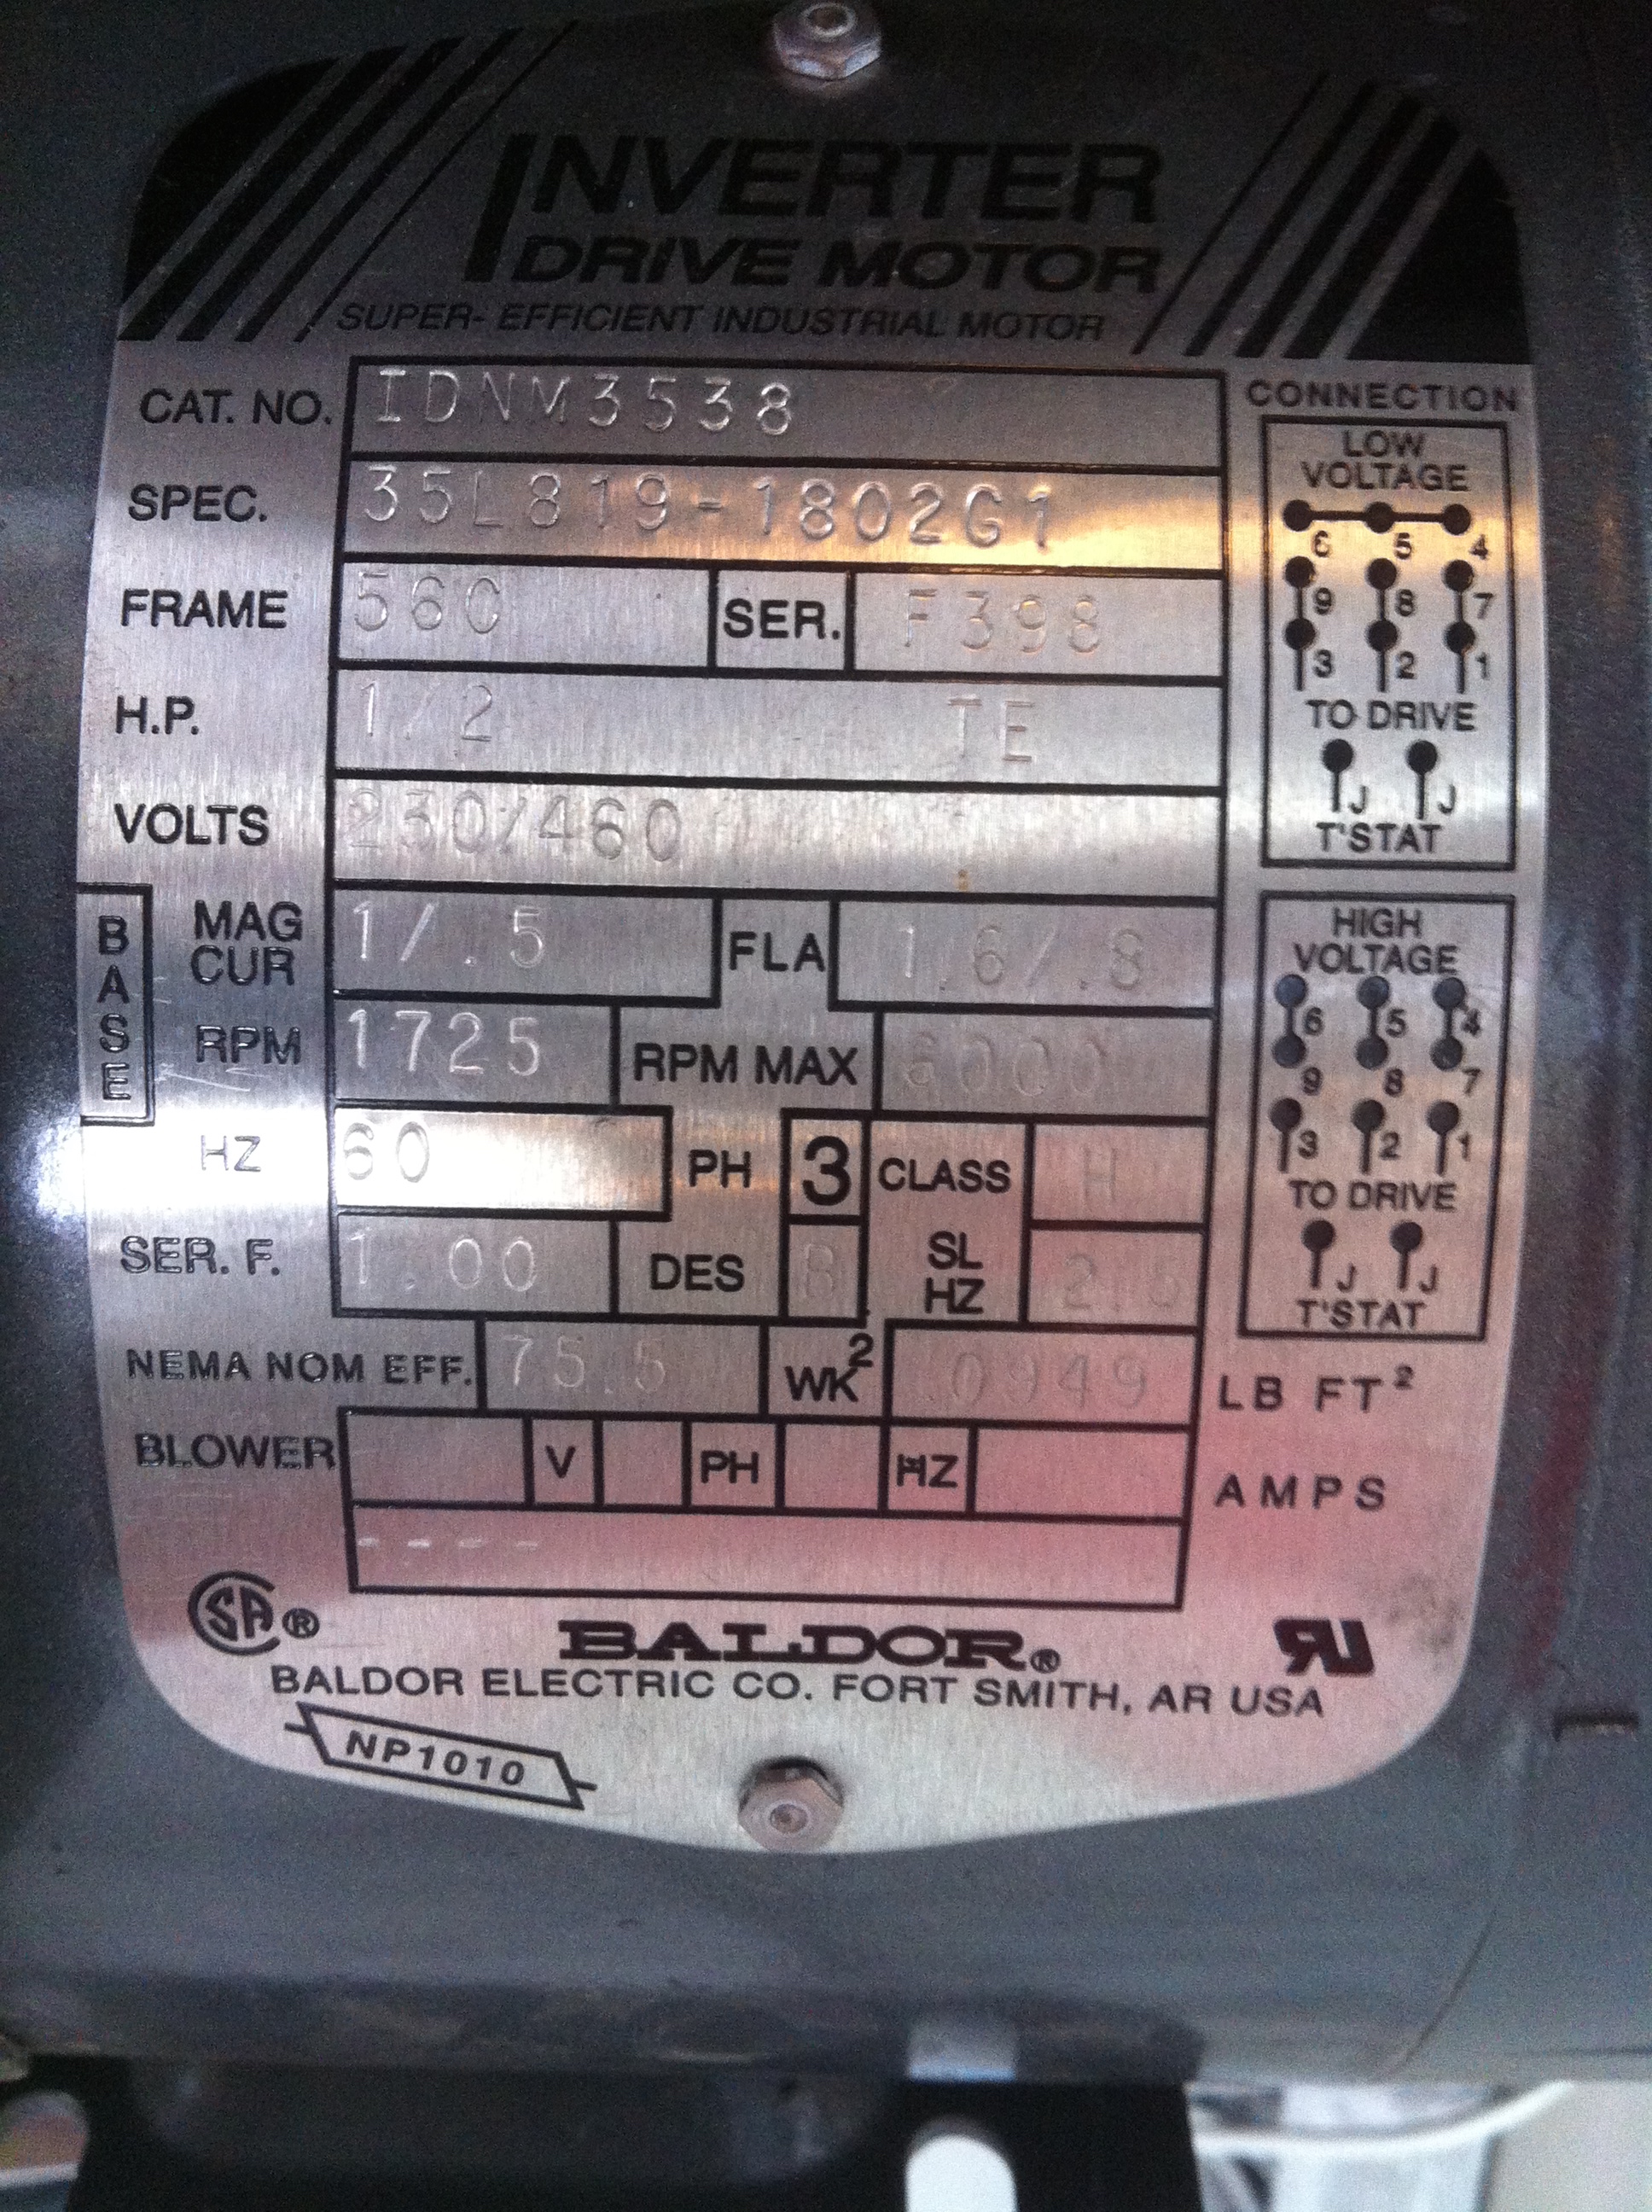 INVERTER
DRIVE MOTOR
SUPER-EFFICIENT INDUSTRIAL MOTOR
CAT. NO. IDNM3538
SPEC. 35L819-1802G1
FRAME 56C SER. F398
H.P. 1/2 TE
VOLTS 230/460
BASE
MAG CUR 1/.5 FLA 1.6/.8
RPM 1725 RPM MAX 6000
HZ 60 PH 3 CLASS H
SER. F. 1.00 DES B SL HZ 2.5
NEMA NOM EFF. 75.5 WK2 .0949 LB FT2
BLOWER V PH HZ AMPS
----
CONNECTION
LOW
VOLTAGE
6 5 4
9 8 7
3 2 1
TO DRIVE
J J
T'STAT
HIGH
VOLTAGE
6 5 4
9 8 7
3 2 1
TO DRIVE
J J
T'STAT
SA ®
BALDOR®
RU
BALDOR ELECTRIC CO. FORT SMITH, AR USA
NP1010